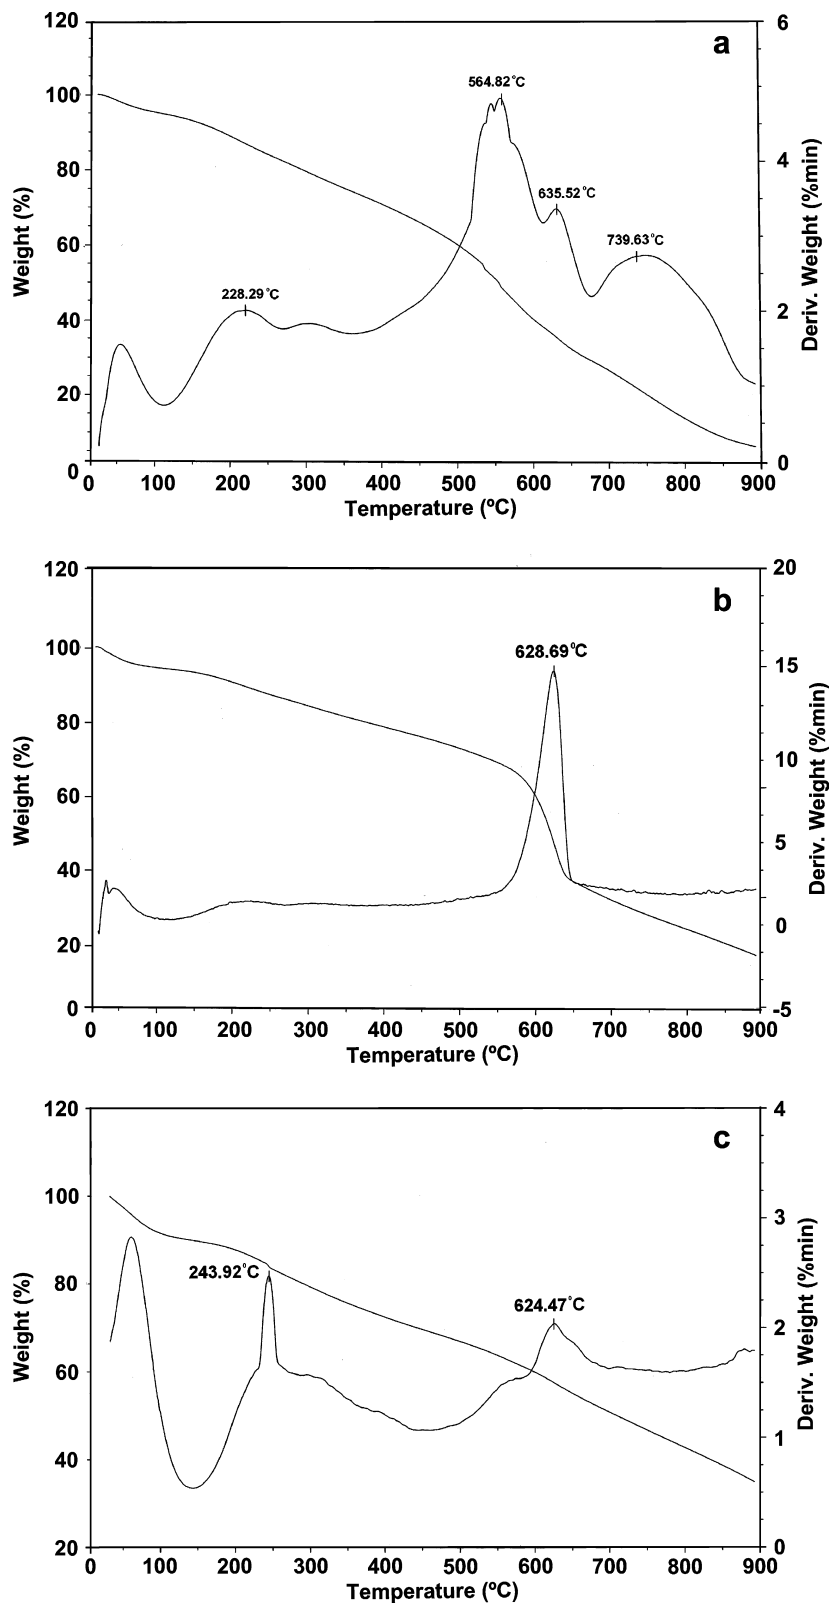 120
6
a
564.82°C
100
4
80
635.52°C
739.63°C
60
228.29°C
40
2
20
0
0
0 100 200 300 400 500 600 700 800 900
Temperature (ºC)
Weight (%)
Deriv. Weight (%min)
120
20
b
628.69°C
100
15
80
10
60
5
40
0
20
0
-5
0 100 200 300 400 500 600 700 800 900
Temperature (ºC)
Weight (%)
Deriv. Weight (%min)
120
4
c
100
3
243.92°C
80
624.47°C
2
60
1
40
20
0
0 100 200 300 400 500 600 700 800 900
Temperature (ºC)
Weight (%)
Deriv. Weight (%min)